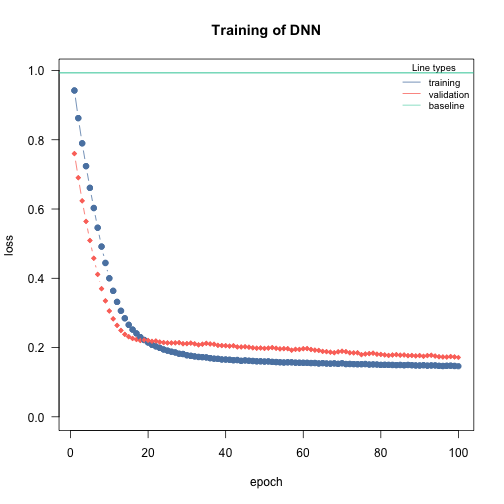 Training of DNN
Line types
training
validation
baseline
loss
1.0
0.8
0.6
0.4
0.2
0.0
0 20 40 60 80 100
epoch